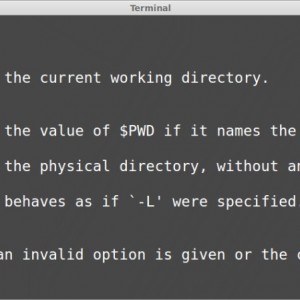 Terminal
the current working directory.
the value of $PWD if it names the
the physical directory, without
behaves as if `-L' were specified
an invalid option is given or the